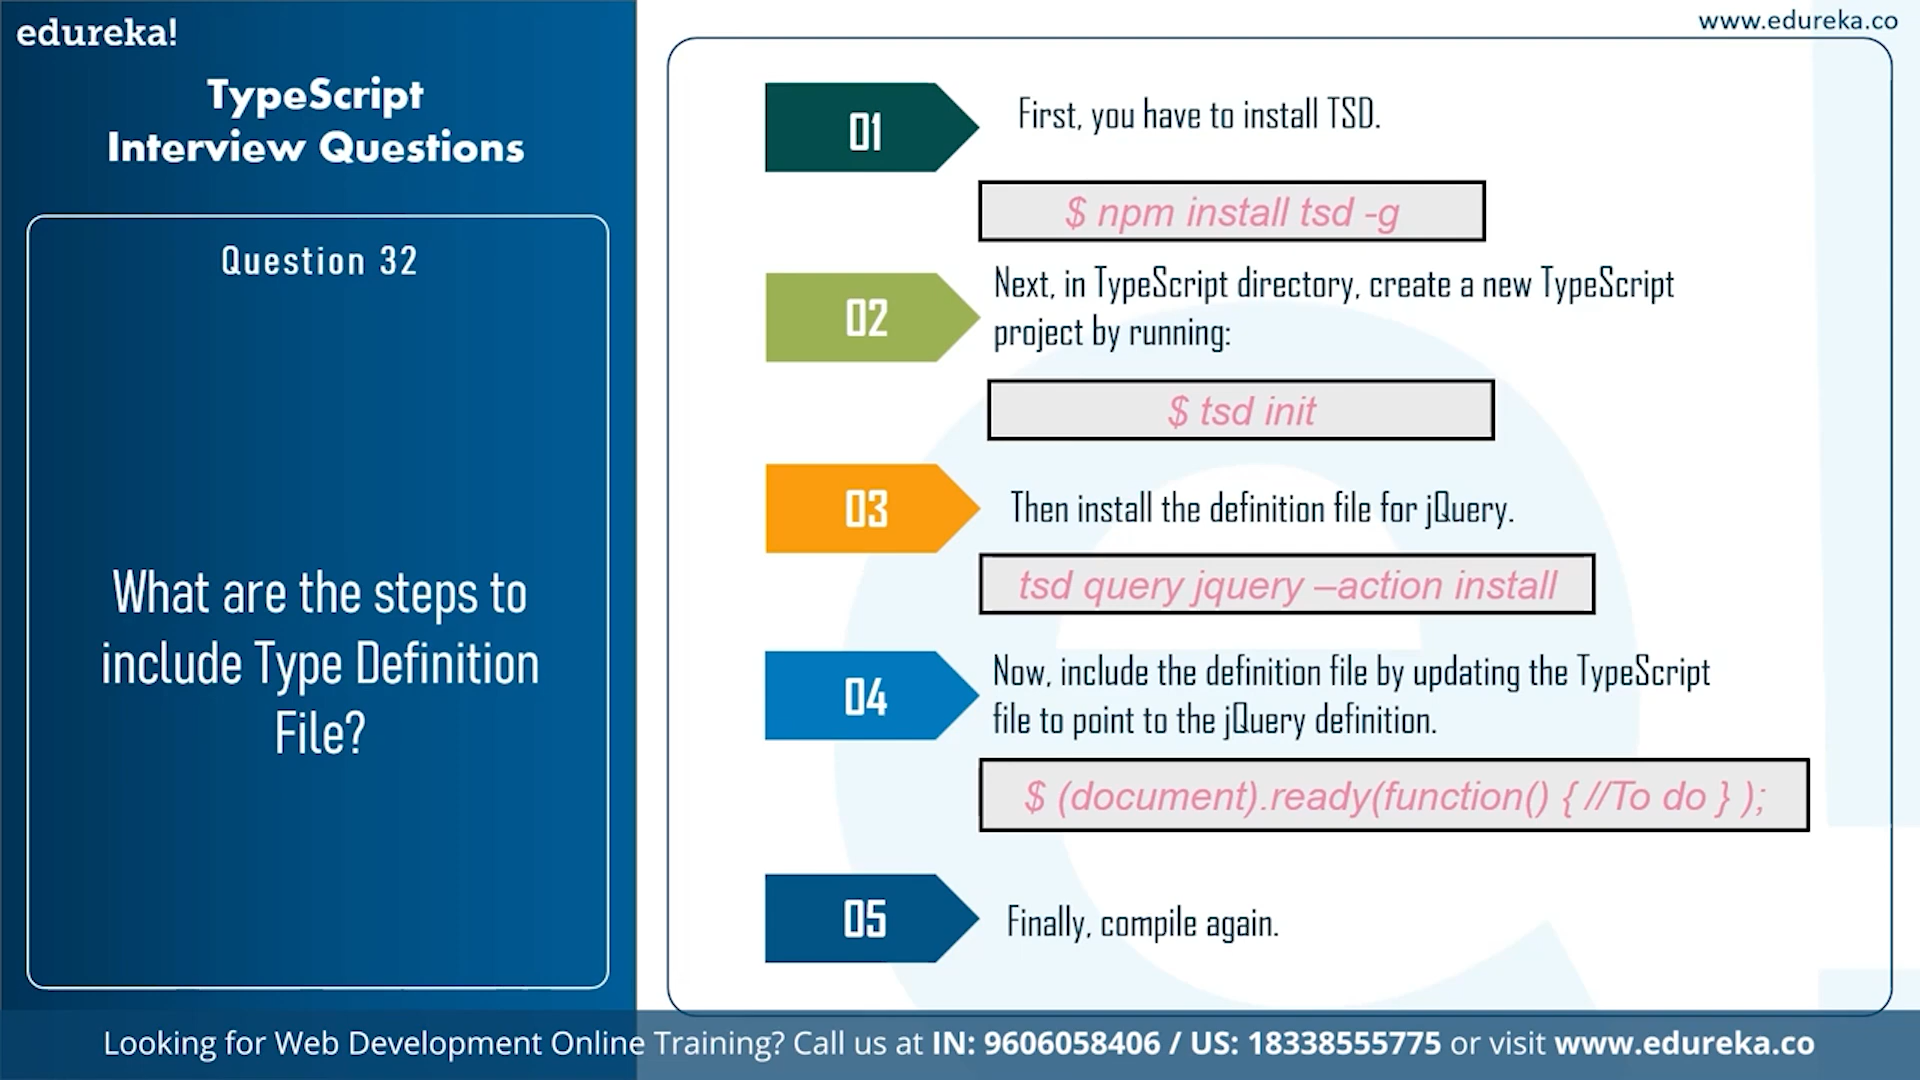 edureka!
www.edureka.co
TypeScript
Interview Questions
Question 32
What are the steps to
include Type Definition
File?
01
First, you have to install TSD.
$ npm install tsd -g
02
Next, in TypeScript directory, create a new TypeScript
project by running:
$ tsd init
03
Then install the definition file for jQuery.
tsd query jquery –action install
04
Now, include the definition file by updating the TypeScript
file to point to the jQuery definition.
$ (document).ready(function() { //To do } );
05
Finally, compile again.
Looking for Web Development Online Training? Call us at IN: 9606058406 / US: 18338555775 or visit www.edureka.co